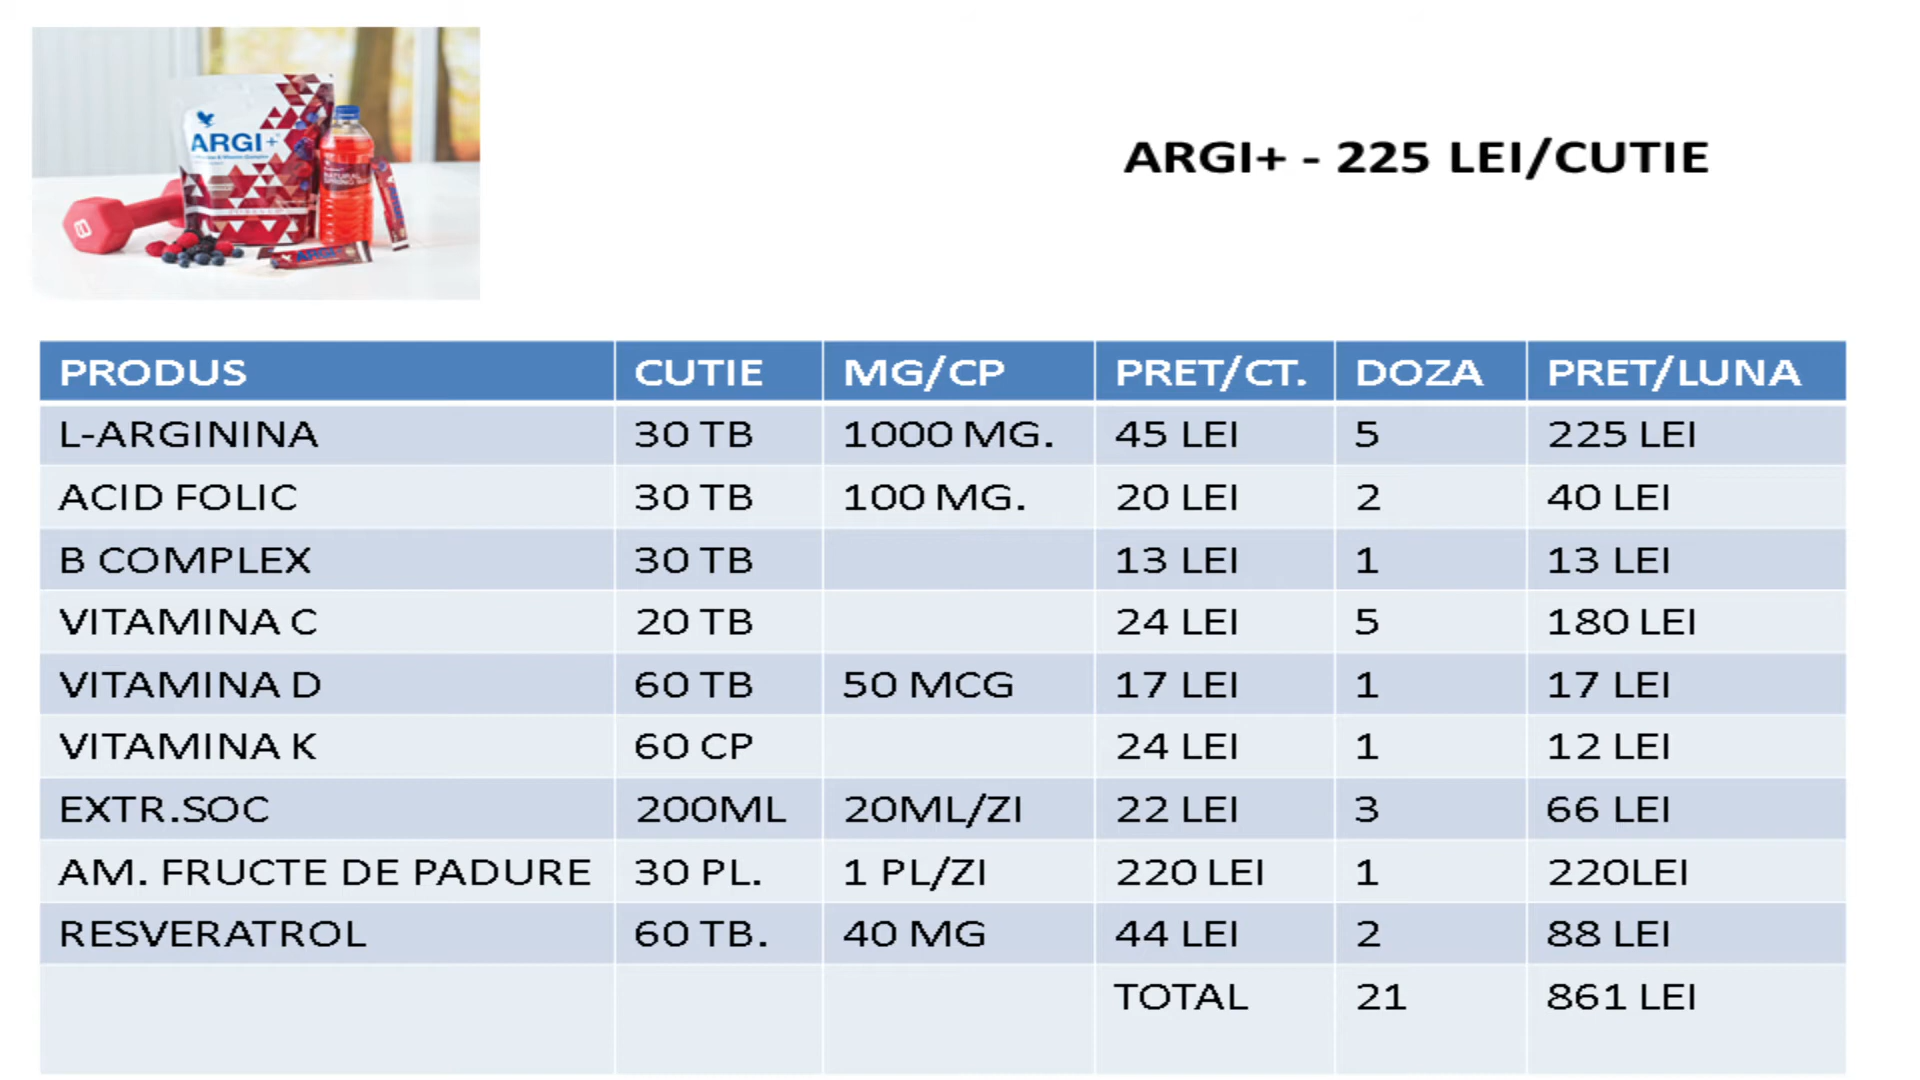 ARGI+
ARGI+ - 225 LEI/CUTIE
NATURAL
SPRING
ARGI+
PRODUS CUTIE MG/CP PRET/CT. DOZA PRET/LUNA
L-ARGININA 30 TB 1000 MG. 45 LEI 5 225 LEI
ACID FOLIC 30 TB 100 MG. 20 LEI 2 40 LEI
B COMPLEX 30 TB 13 LEI 1 13 LEI
VITAMINA C 20 TB 24 LEI 5 180 LEI
VITAMINA D 60 TB 50 MCG 17 LEI 1 17 LEI
VITAMINA K 60 CP 24 LEI 1 12 LEI
EXTR.SOC 200ML 20ML/ZI 22 LEI 3 66 LEI
AM. FRUCTE DE PADURE 30 PL. 1 PL/ZI 220 LEI 1 220LEI
RESVERATROL 60 TB. 40 MG 44 LEI 2 88 LEI
TOTAL 21 861 LEI